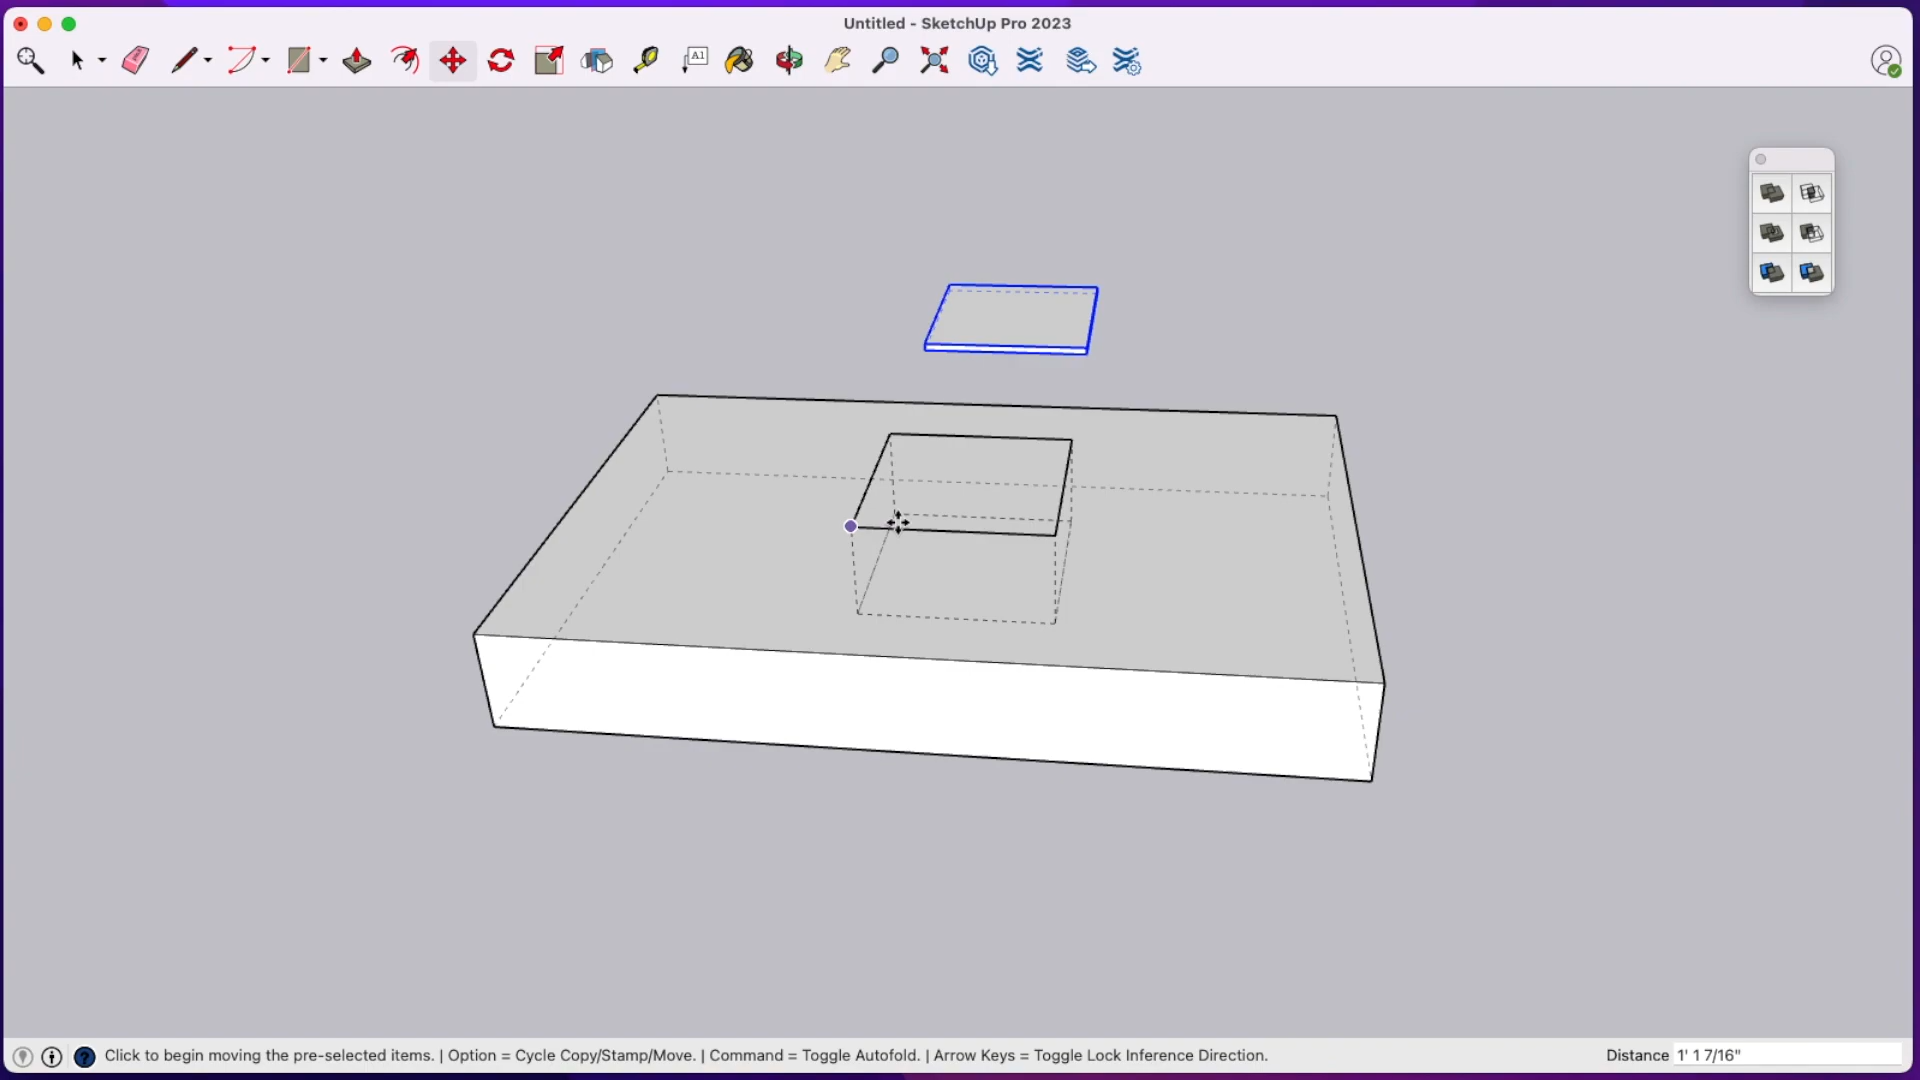 Untitled - SketchUp Pro 2023
A1
Click to begin moving the pre-selected items. | Option = Cycle Copy/Stamp/Move. | Command = Toggle Autofold. | Arrow Keys = Toggle Lock Inference Direction.
Distance 1' 1 7/16"